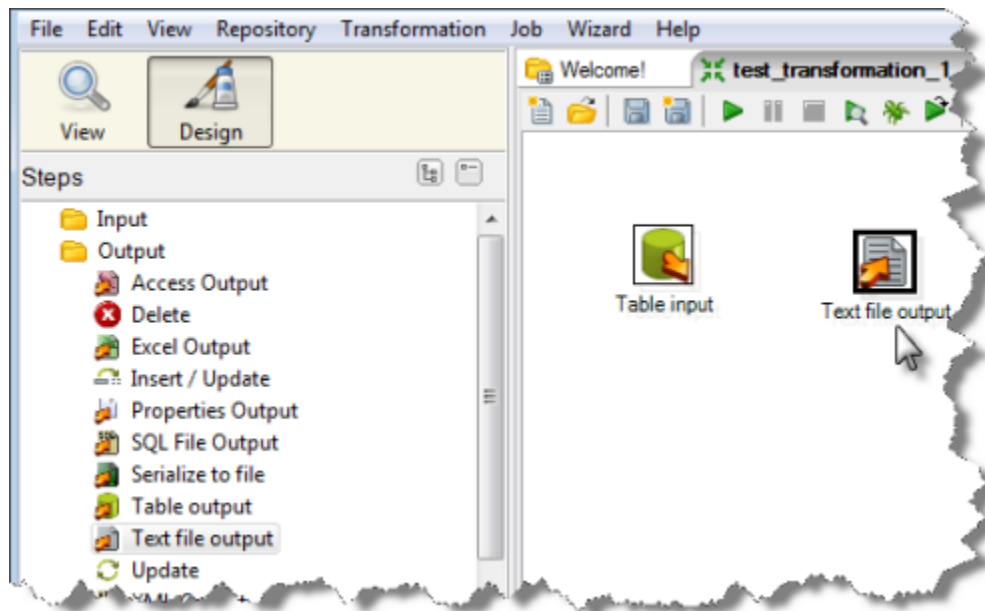 File Edit View Repository Transformation Job Wizard Help
Welcome! test_transformation_1
View Design
Steps
Input
Output
Access Output
Delete
Excel Output
Insert / Update
Properties Output
SQL File Output
Serialize to file
Table output
Text file output
Update
Table input
Text file output